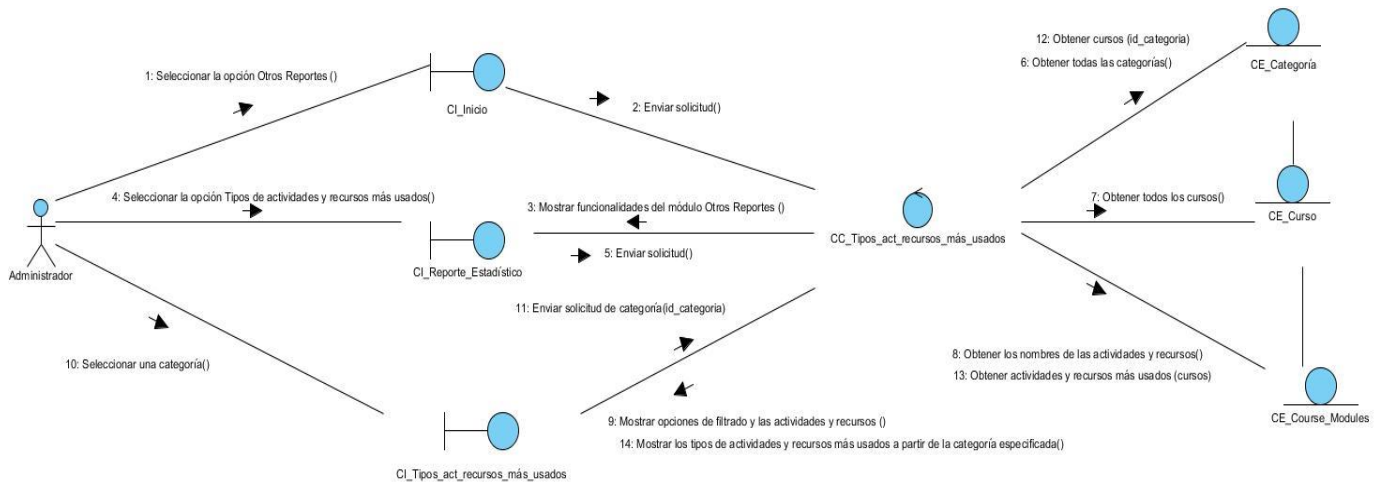 12: Obtener cursos (id_categoria)
6: Obtener todas las categorías()
CE_Categoría
1: Seleccionar la opción Otros Reportes ()
CI_Inicio
2: Enviar solicitud()
4: Seleccionar la opción Tipos de actividades y recursos más usados()
3: Mostrar funcionalidades del módulo Otros Reportes ()
7: Obtener todos los cursos()
CE_Curso
CC_Tipos_act_recursos_más_usados
5: Enviar solicitud()
Administrador
CI_Reporte_Estadístico
11: Enviar solicitud de categoría(id_categoria)
10: Seleccionar una categoría()
8: Obtener los nombres de las actividades y recursos()
13: Obtener actividades y recursos más usados (cursos)
CE_Course_Modules
9: Mostrar opciones de filtrado y las actividades y recursos ()
14: Mostrar los tipos de actividades y recursos más usados a partir de la categoría especificada()
CI_Tipos_act_recursos_más_usados